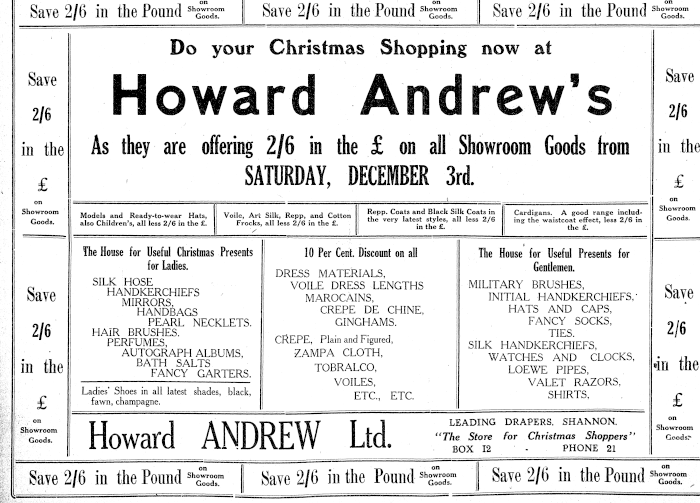 Save 2/6 in the Pound on Showroom Goods.
Save 2/6 in the Pound on Showroom Goods.
Save 2/6 in the Pound on Showroom Goods.
Save
2/6
in the
£
on
Showroom
Goods.
Save
2/6
in the
£
on
Showroom
Goods.
Do your Christmas Shopping now at
Howard Andrew's
As they are offering 2/6 in the £ on all Showroom Goods from
SATURDAY, DECEMBER 3rd.
Models and Ready-to-wear Hats,
also Children's, all less 2/6 in the £.
Voile, Art Silk, Repp, and Cotton
Frocks, all less 2/6 in the £.
Repp. Coats and Black Silk Coats in
the very latest styles, all less 2/6
in the £.
Cardigans. A good range includ-
ing the waistcoat effect, less 2/6 in
the £.
The House for Useful Christmas Presents
for Ladies.
SILK HOSE
HANDKERCHIEFS
MIRRORS,
HANDBAGS
PEARL NECKLETS.
HAIR BRUSHES.
PERFUMES,
AUTOGRAPH ALBUMS,
BATH SALTS
FANCY GARTERS.
Ladies' Shoes in all latest shades, black,
fawn, champagne.
10 Per Cent. Discount on all
DRESS MATERIALS,
VOILE DRESS LENGTHS
MAROCAINS,
CREPE DE CHINE,
GINGHAMS.
CREPE, Plain and Figured,
ZAMPA CLOTH,
TOBRALCO,
VOILES,
ETC., ETC.
The House for Useful Presents for
Gentlemen.
MILITARY BRUSHES,
INITIAL HANDKERCHIEFS.
HATS AND CAPS,
FANCY SOCKS,
TIES.
SILK HANDKERCHIEFS,
WATCHES AND CLOCKS,
LOEWE PIPES,
VALET RAZORS,
SHIRTS,
Howard ANDREW Ltd.
LEADING DRAPERS, SHANNON.
"The Store for Christmas Shoppers"
BOX 12 - PHONE 21
Save
2/6
in the
£
on
Showroom
Goods.
Save
2/6
in the
£
on
Showroom
Goods.
Save 2/6 in the Pound on Showroom Goods.
Save 2/6 in the Pound on Showroom Goods.
Save 2/6 in the Pound on Showroom Goods.